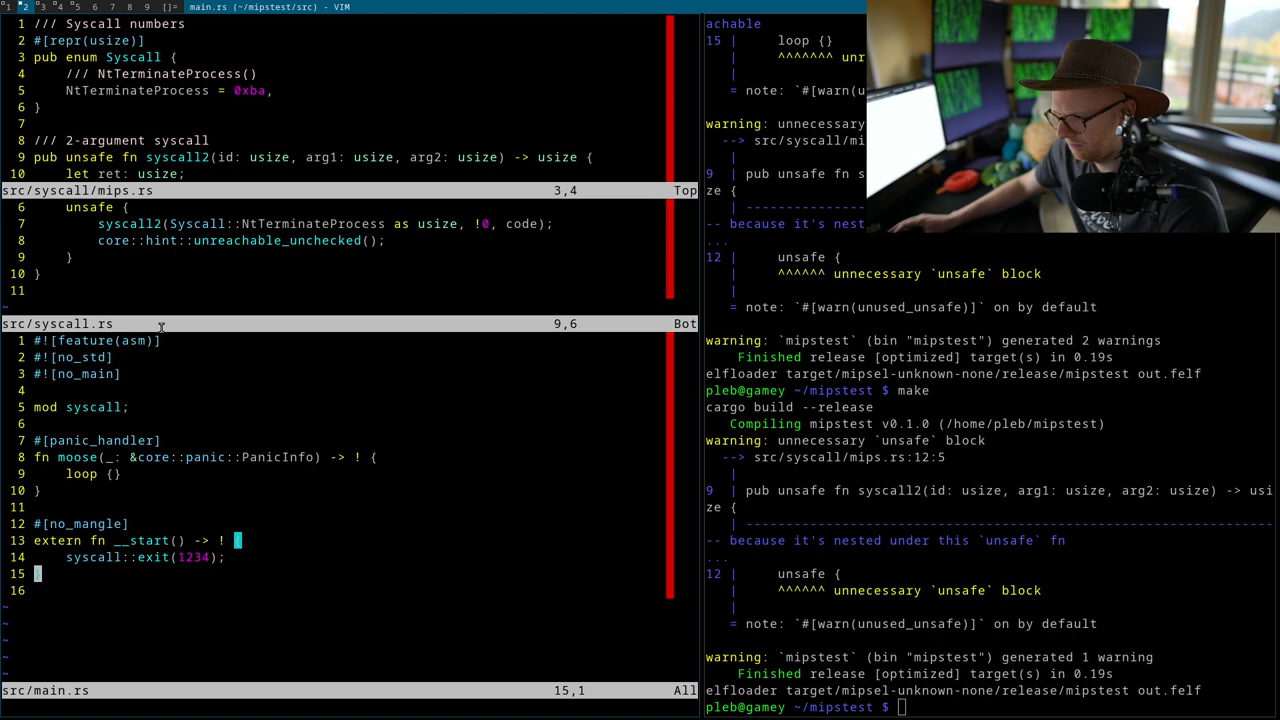 1 2 3 4 5 6 7 8 9 []= main.rs (~/mipstest/src) - VIM
1 /// Syscall numbers
2 #[repr(usize)]
3 pub enum Syscall {
4     /// NtTerminateProcess()
5     NtTerminateProcess = 0xba,
6 }
7
8 /// 2-argument syscall
9 pub unsafe fn syscall2(id: usize, arg1: usize, arg2: usize) -> usize {
10     let ret: usize;
src/syscall/mips.rs 3,4 Top
6     unsafe {
7         syscall2(Syscall::NtTerminateProcess as usize, !0, code);
8         core::hint::unreachable_unchecked();
9     }
10 }
11
~
src/syscall.rs 9,6 Bot
1 #![feature(asm)]
2 #![no_std]
3 #![no_main]
4
5 mod syscall;
6
7 #[panic_handler]
8 fn moose(_: &core::panic::PanicInfo) -> ! {
9     loop {}
10 }
11
12 #[no_mangle]
13 extern fn __start() -> ! {
14     syscall::exit(1234);
15 }
16
~
~
~
~
~
src/main.rs 15,1 All
achable
15 |     loop {}
   |     ^^^^^^^ unr
   |
   = note: `#[warn(u
warning: unnecessary
  --> src/syscall/mi
   |
9  | pub unsafe fn s
ze {
   | ---------------
-- because it's nest
...
12 |     unsafe {
   |     ^^^^^^ unnecessary `unsafe` block
   |
   = note: `#[warn(unused_unsafe)]` on by default
warning: `mipstest` (bin "mipstest") generated 2 warnings
    Finished release [optimized] target(s) in 0.19s
elfloader target/mipsel-unknown-none/release/mipstest out.felf
pleb@gamey ~/mipstest $ make
cargo build --release
   Compiling mipstest v0.1.0 (/home/pleb/mipstest)
warning: unnecessary `unsafe` block
  --> src/syscall/mips.rs:12:5
   |
9  | pub unsafe fn syscall2(id: usize, arg1: usize, arg2: usize) -> usi
ze {
   | ------------------------------------------------------------------
-- because it's nested under this `unsafe` fn
...
12 |     unsafe {
   |     ^^^^^^ unnecessary `unsafe` block
   |
   = note: `#[warn(unused_unsafe)]` on by default
warning: `mipstest` (bin "mipstest") generated 1 warning
    Finished release [optimized] target(s) in 0.19s
elfloader target/mipsel-unknown-none/release/mipstest out.felf
pleb@gamey ~/mipstest $